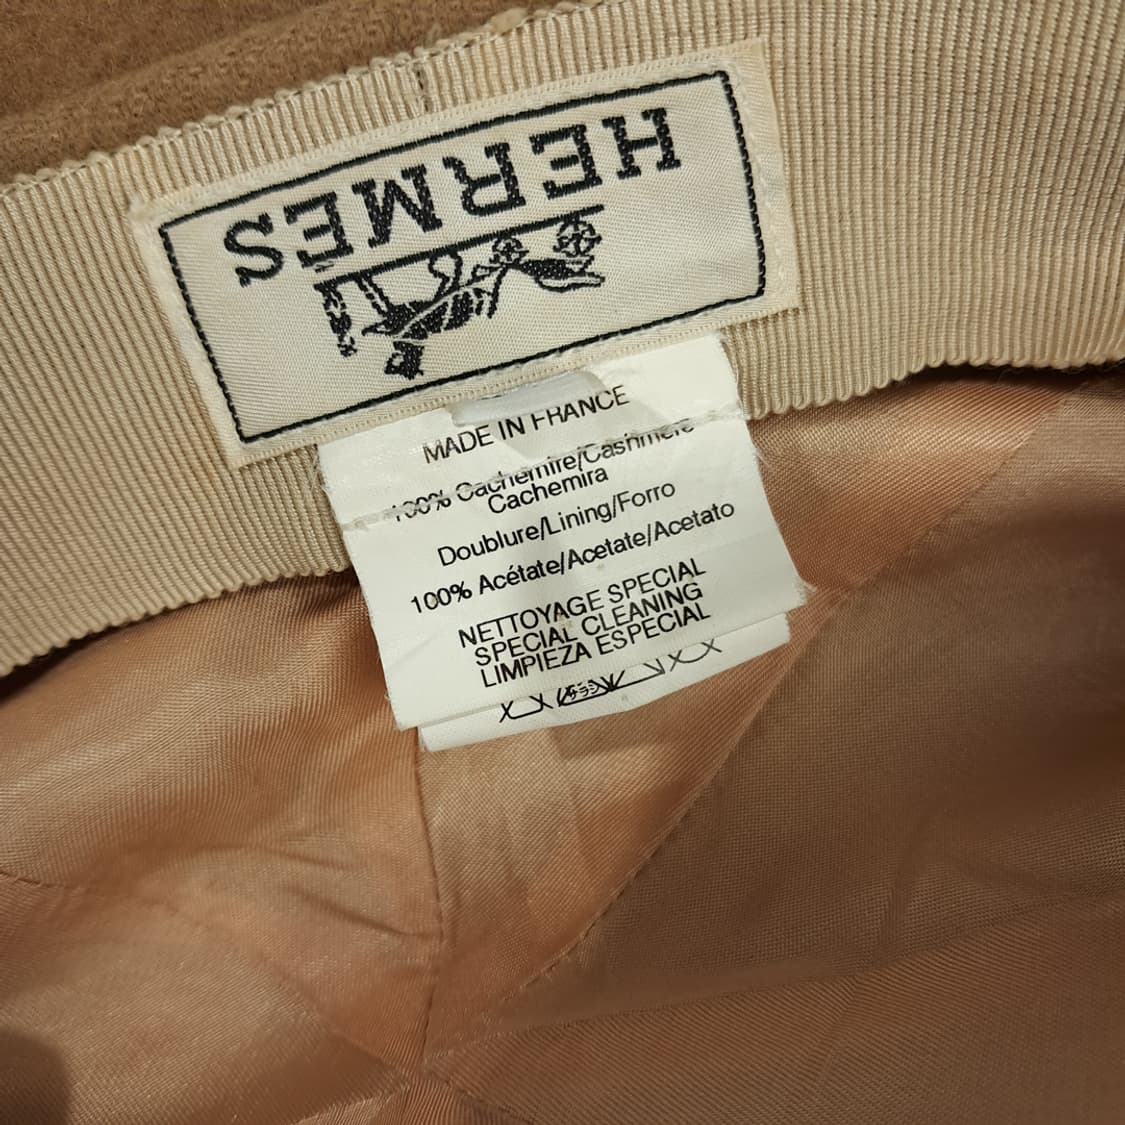 HERMES
MADE IN FRANCE
100% Cachemire/Cashmere
Cachemira
Doublure/Lining/Forro
100% Acétate/Acetate/Acetato
NETTOYAGE SPECIAL
SPECIAL CLEANING
LIMPIEZA ESPECIAL